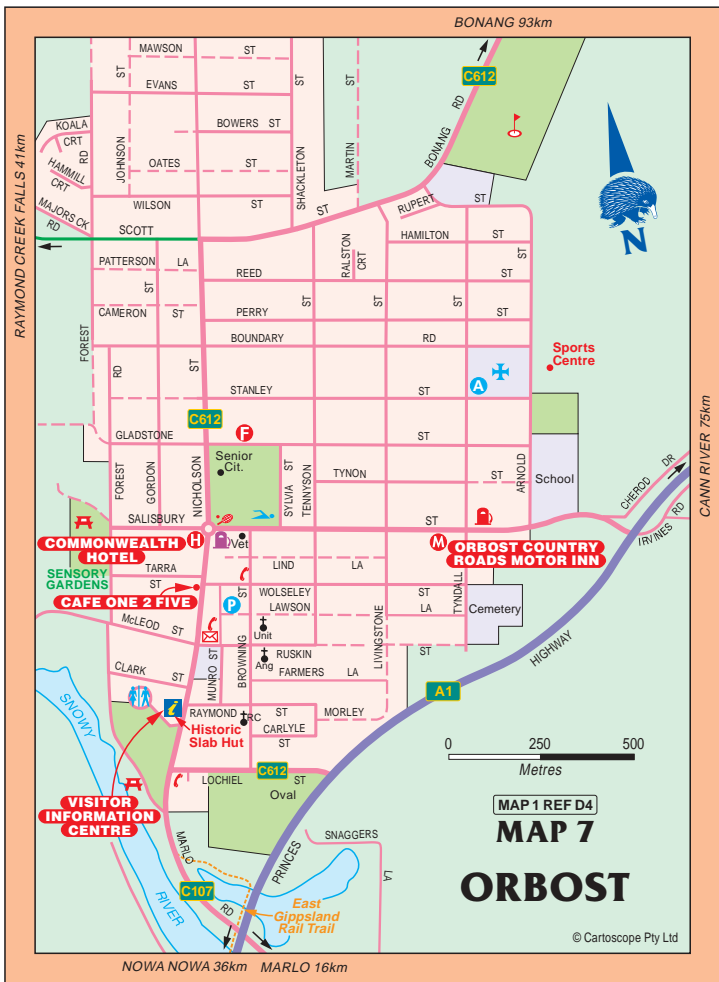 BONANG 93km
RAYMOND CREEK FALLS 41km
CANN RIVER 75km
NOWA NOWA 36km
MARLO 16km
MAWSON ST
ST
EVANS ST
BOWERS ST
KOALA CRT
RD
HAMMILL CRT
JOHNSON
OATES ST
SHACKLETON
ST
MARTIN
ST
WILSON ST
MAJORS CK
RD
SCOTT
ST
BONANG
RD
C612
RUPERT ST
HAMILTON ST
PATTERSON LA
REED ST
RALSTON
CRT
ST
CAMERON ST
PERRY ST
BOUNDARY RD
FOREST
RD
ST
ST
ST
ST
ST
ST
STANLEY ST
A
Sports
Centre
C612
GLADSTONE ST
F
Senior
Cit.
FOREST
GORDON
NICHOLSON
SYLVIA ST
TENNYSON
TYNON ST
ARNOLD
School
CHEROD DR
IRVINES RD
SALISBURY ST
H
Vet
M
COMMONWEALTH
HOTEL
ORBOST COUNTRY
ROADS MOTOR INN
SENSORY
GARDENS
TARRA
ST
LIND LA
CAFE ONE 2 FIVE
P
WOLSELEY ST
LAWSON LA
TYNDALL
Cemetery
McLEOD ST
ST
Unit
LIVINGSTONE
ST
MUNRO ST
BROWNING
Ang
RUSKIN
FARMERS LA
CLARK ST
HIGHWAY
A1
SNOWY
i
RAYMOND ST
RC
MORLEY
CARLYLE
ST
Historic
Slab Hut
C612
LOCHIEL ST
Oval
VISITOR
INFORMATION
CENTRE
0 250 500
Metres
MAP 1 REF D4
MAP 7
ORBOST
N
MARLO
RD
C107
PRINCES
SNAGGERS
LA
RIVER
East
Gippsland
Rail Trail
© Cartoscope Pty Ltd